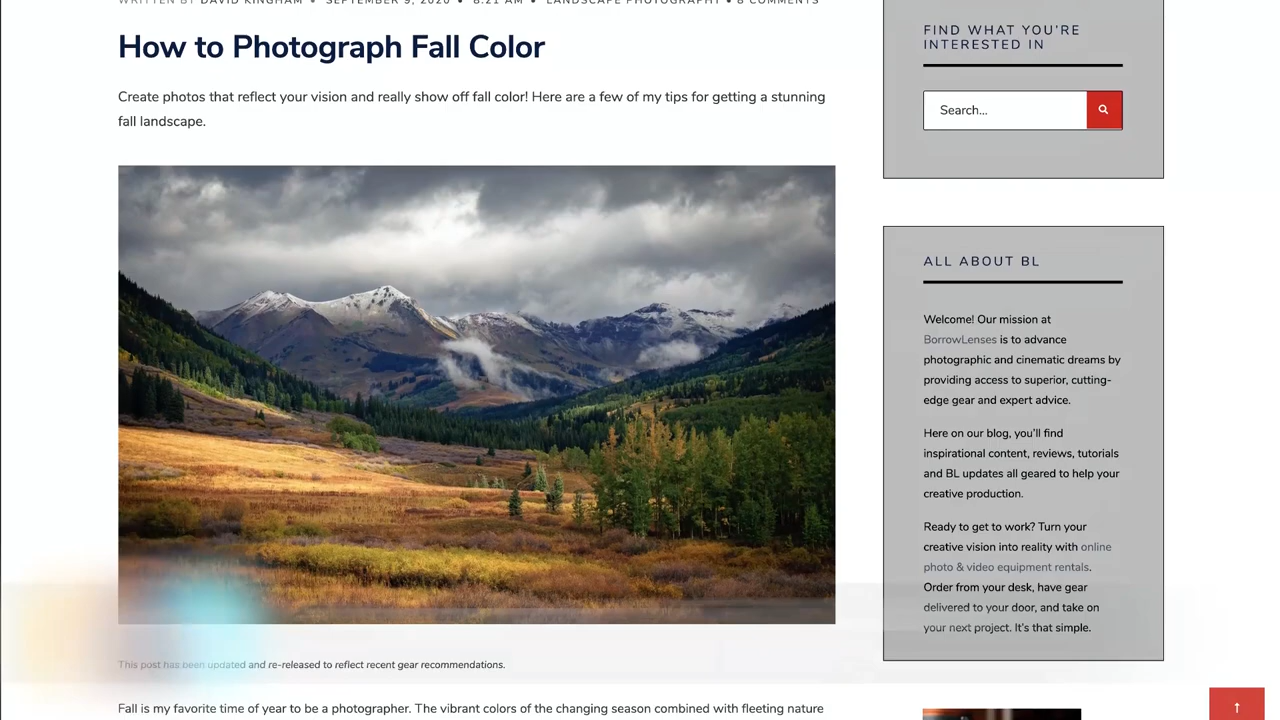 WRITTEN BY DAVID KINGHAM • SEPTEMBER 9, 2020 • 8:21 AM • LANDSCAPE PHOTOGRAPHY • 8 COMMENTS
How to Photograph Fall Color
Create photos that reflect your vision and really show off fall color! Here are a few of my tips for getting a stunning
fall landscape.
This post has been updated and re-released to reflect recent gear recommendations.
Fall is my favorite time of year to be a photographer. The vibrant colors of the changing season combined with fleeting nature
FIND WHAT YOU'RE
INTERESTED IN
Search...
ALL ABOUT BL
Welcome! Our mission at
BorrowLenses is to advance
photographic and cinematic dreams by
providing access to superior, cutting-
edge gear and expert advice.
Here on our blog, you'll find
inspirational content, reviews, tutorials
and BL updates all geared to help your
creative production.
Ready to get to work? Turn your
creative vision into reality with online
photo & video equipment rentals.
Order from your desk, have gear
delivered to your door, and take on
your next project. It's that simple.